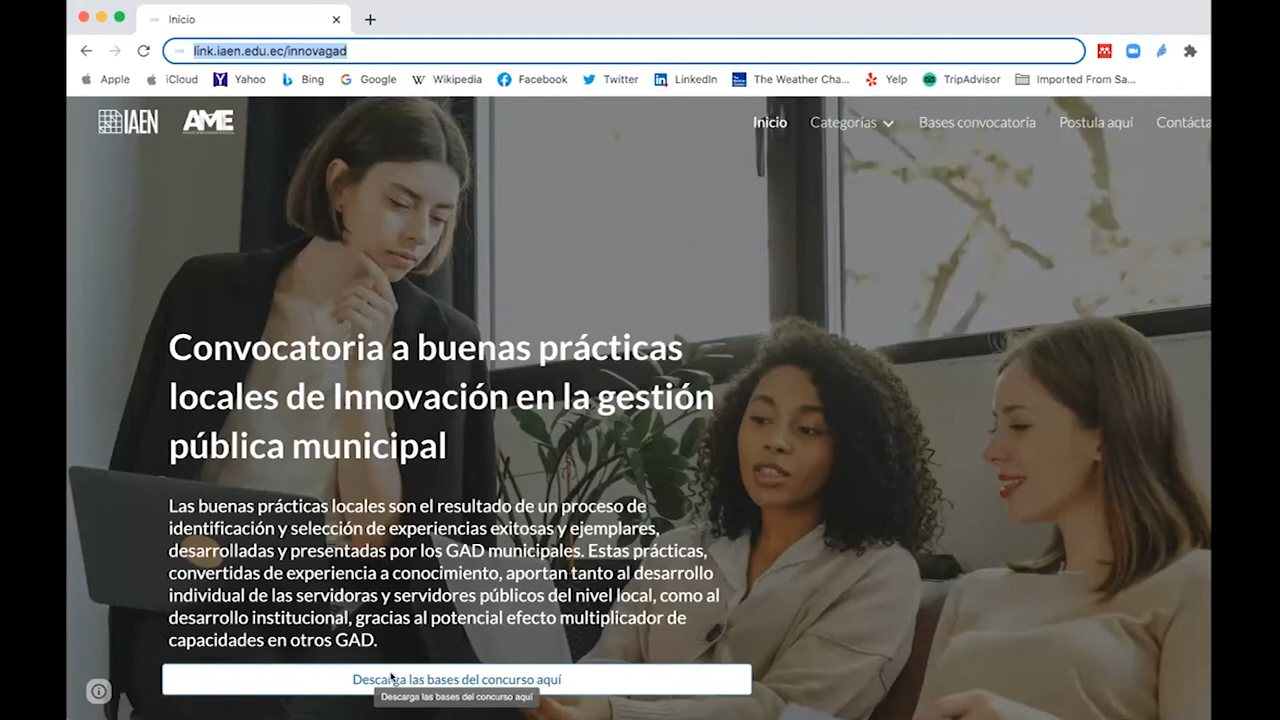 Inicio
link.iaen.edu.ec/innovagad
Apple iCloud Yahoo Bing Google Wikipedia Facebook Twitter LinkedIn The Weather Cha... Yelp TripAdvisor Imported From Sa...
IAEN AME Inicio Categorías Bases convocatoria Postula aquí Contácta
Convocatoria a buenas prácticas
locales de Innovación en la gestión
pública municipal
Las buenas prácticas locales son el resultado de un proceso de
identificación y selección de experiencias exitosas y ejemplares,
desarrolladas y presentadas por los GAD municipales. Estas prácticas,
convertidas de experiencia a conocimiento, aportan tanto al desarrollo
individual de las servidoras y servidores públicos del nivel local, como al
desarrollo institucional, gracias al potencial efecto multiplicador de
capacidades en otros GAD.
Descarga las bases del concurso aquí
Descarga las bases del concurso aquí